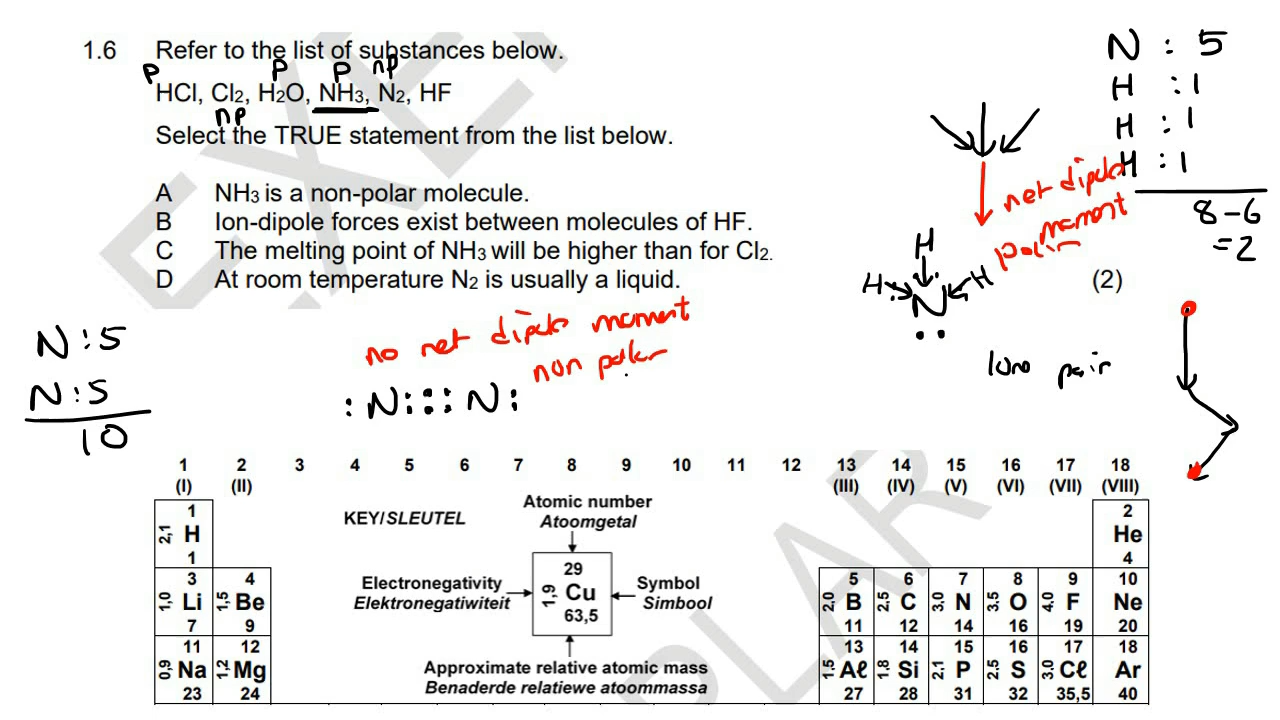 1.6 Refer to the list of substances below.
p p p np
HCl, Cl2, H2O, NH3, N2, HF
np
Select the TRUE statement from the list below.
A NH3 is a non-polar molecule.
B Ion-dipole forces exist between molecules of HF.
C The melting point of NH3 will be higher than for Cl2.
D At room temperature N2 is usually a liquid.
(2)
N : 5
H : 1
H : 1
H : 1
8 - 6
= 2
net dipole
moment
polar
H
H N H
lone pair
N : 5
N : 5
10
no net dipole moment
non polar
: N ::: N :
1 2 3 4 5 6 7 8 9 10 11 12 13 14 15 16 17 18
(I) (II) (III) (IV) (V) (VI) (VII) (VIII)
KEY/SLEUTEL
Atomic number
Atoomgetal
Electronegativity
Elektronegatiwiteit
29
1,9 Cu
63,5
Symbol
Simbool
Approximate relative atomic mass
Benaderde relatiewe atoommassa
1 2
2,1 H He
1 4
3 4 5 6 7 8 9 10
1,0 Li 1,5 Be 2,0 B 2,5 C 3,0 N 3,5 O 4,0 F Ne
7 9 11 12 14 16 19 20
11 12 13 14 15 16 17 18
0,9 Na 1,2 Mg 1,5 Aℓ 1,8 Si 2,1 P 2,5 S 3,0 Cℓ Ar
23 24 27 28 31 32 35,5 40